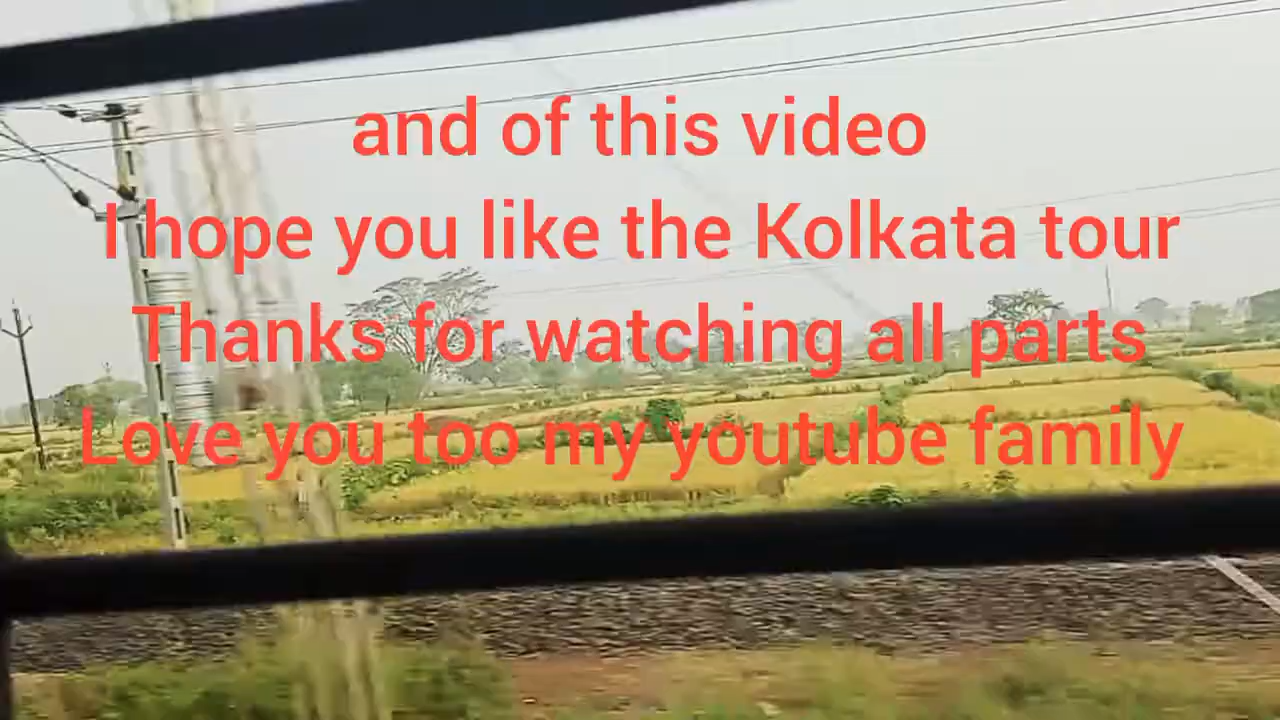 and of this video
I hope you like the Kolkata tour
Thanks for watching all parts
Love you too my youtube family